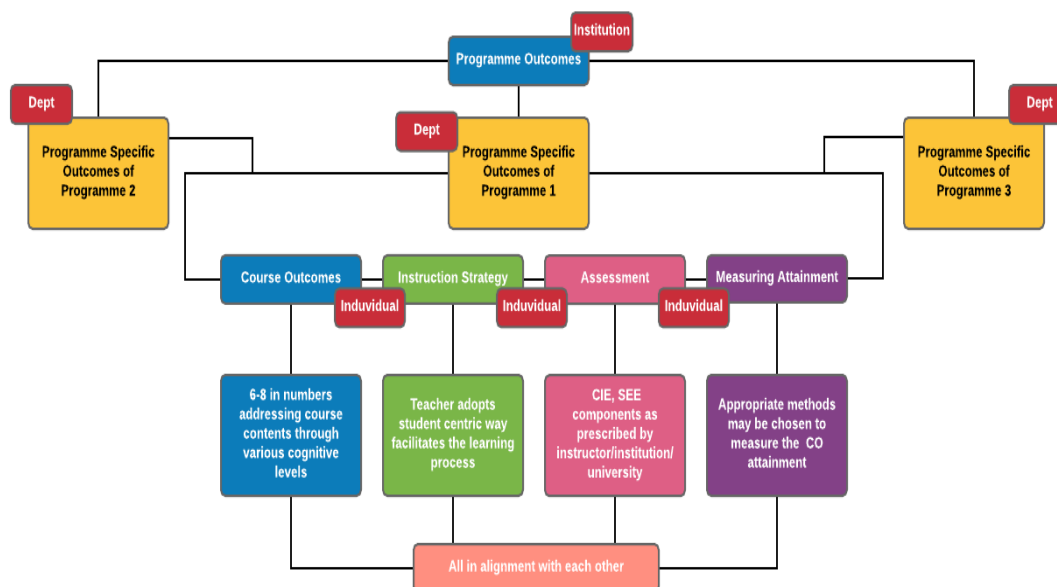 Institution
Programme Outcomes
Dept
Dept
Dept
Programme Specific
Outcomes of
Programme 2
Programme Specific
Outcomes of
Programme 1
Programme Specific
Outcomes of
Programme 3
Course Outcomes
Instruction Strategy
Assessment
Measuring Attainment
Induvidual
Induvidual
Induvidual
6-8 in numbers
addressing course
contents through
various cognitive
levels
Teacher adopts
student centric way
facilitates the learning
process
CIE, SEE
components as
prescribed by
instructor/institution/
university
Appropriate methods
may be chosen to
measure the CO
attainment
All in alignment with each other